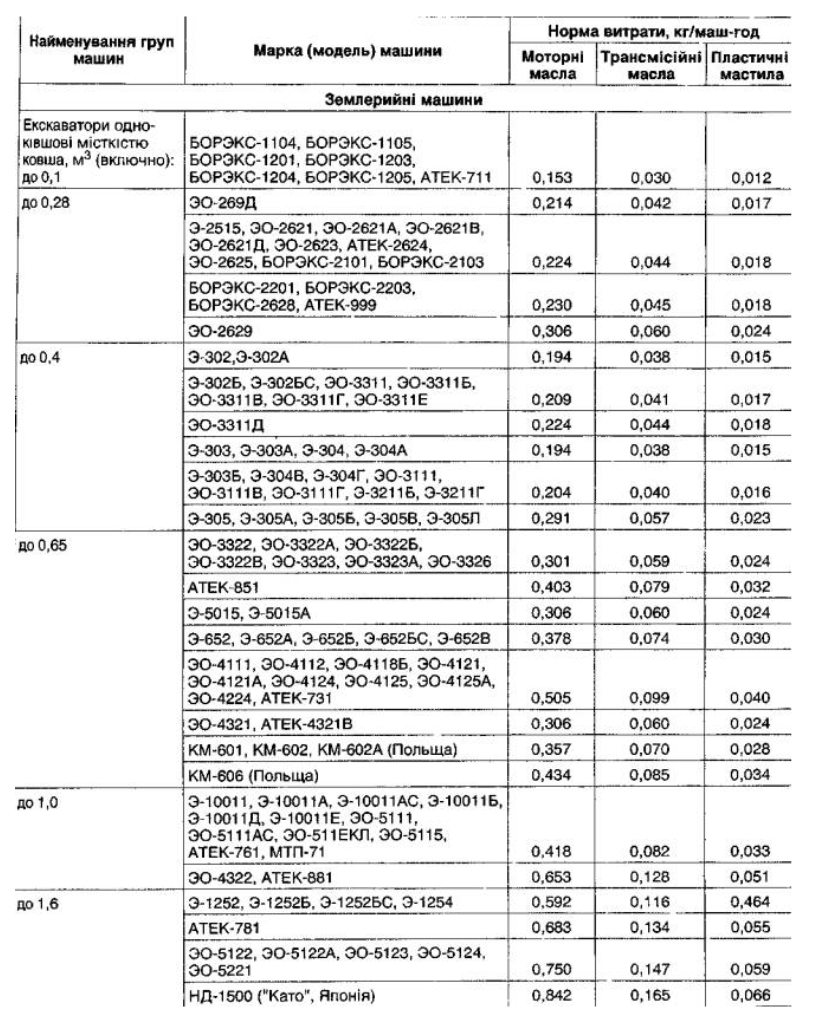 Найменування груп машин | Марка (модель) машини | Норма витрати, кг/маш-год
Моторні масла | Трансмісійні масла | Пластичні мастила
Землерийні машини
Екскаватори одно-
ківшові місткістю
ковша, м³ (включно):
до 0,1
БОРЭКС-1104, БОРЭКС-1105,
БОРЭКС-1201, БОРЭКС-1203,
БОРЭКС-1204, БОРЭКС-1205, АТЕК-711 0,153 0,030 0,012
до 0,28 ЭО-269Д 0,214 0,042 0,017
Э-2515, ЭО-2621, ЭО-2621А, ЭО-2621В,
ЭО-2621Д, ЭО-2623, АТЕК-2624,
ЭО-2625, БОРЭКС-2101, БОРЭКС-2103 0,224 0,044 0,018
БОРЭКС-2201, БОРЭКС-2203,
БОРЭКС-2628, АТЕК-999 0,230 0,045 0,018
ЭО-2629 0,306 0,060 0,024
до 0,4 Э-302,Э-302А 0,194 0,038 0,015
Э-302Б, Э-302БС, ЭО-3311, ЭО-3311Б,
ЭО-3311В, ЭО-3311Г, ЭО-3311Е 0,209 0,041 0,017
ЭО-3311Д 0,224 0,044 0,018
Э-303, Э-303А, Э-304, Э-304А 0,194 0,038 0,015
Э-303Б, Э-304В, Э-304Г, ЭО-3111,
ЭО-3111В, ЭО-3111Г, Э-3211Б, Э-3211Г 0,204 0,040 0,016
Э-305, Э-305А, Э-305Б, Э-305В, Э-305Л 0,291 0,057 0,023
до 0,65 ЭО-3322, ЭО-3322А, ЭО-3322Б,
ЭО-3322В, ЭО-3323, ЭО-3323А, ЭО-3326 0,301 0,059 0,024
АТЕК-851 0,403 0,079 0,032
Э-5015, Э-5015А 0,306 0,060 0,024
Э-652, Э-652А, Э-652Б, Э-652БС, Э-652В 0,378 0,074 0,030
ЭО-4111, ЭО-4112, ЭО-4118Б, ЭО-4121,
ЭО-4121А, ЭО-4124, ЭО-4125, ЭО-4125А,
ЭО-4224, АТЕК-731 0,505 0,099 0,040
ЭО-4321, АТЕК-4321В 0,306 0,060 0,024
КМ-601, КМ-602, КМ-602А (Польща) 0,357 0,070 0,028
КМ-606 (Польща) 0,434 0,085 0,034
до 1,0 Э-10011, Э-10011А, Э-10011АС, Э-10011Б,
Э-10011Д, Э-10011Е, ЭО-5111,
ЭО-5111АС, ЭО-511ЕКЛ, ЭО-5115,
АТЕК-761, МТП-71 0,418 0,082 0,033
ЭО-4322, АТЕК-881 0,653 0,128 0,051
до 1,6 Э-1252, Э-1252Б, Э-1252БС, Э-1254 0,592 0,116 0,464
АТЕК-781 0,683 0,134 0,055
ЭО-5122, ЭО-5122А, ЭО-5123, ЭО-5124,
ЭО-5221 0,750 0,147 0,059
НД-1500 ("Като", Японія) 0,842 0,165 0,066